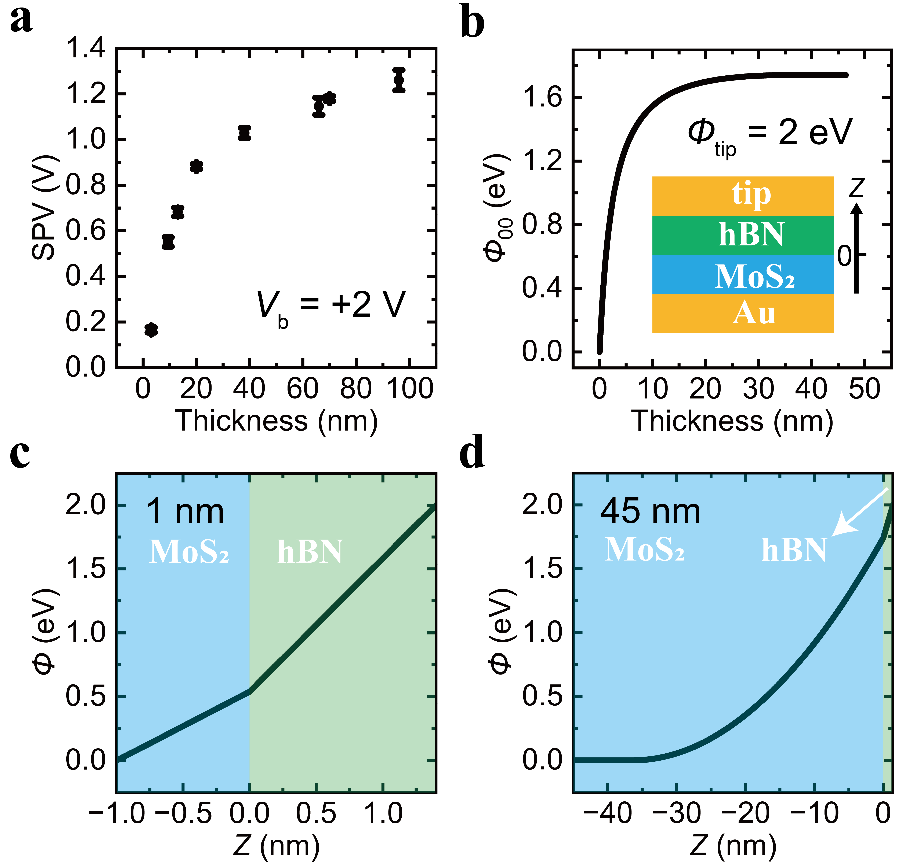 a
SPV (V)
1.4
1.2
1.0
0.8
0.6
0.4
0.2
0.0
V_b = +2 V
0 20 40 60 80 100
Thickness (nm)
b
Φ₀₀ (eV)
1.6
1.2
0.8
0.4
0.0
Φ_tip = 2 eV
tip
hBN
MoS₂
Au
Z
0
0 10 20 30 40 50
Thickness (nm)
c
Φ (eV)
2.0
1.5
1.0
0.5
0.0
1 nm
MoS₂ hBN
−1.0 −0.5 0.0 0.5 1.0
Z (nm)
d
Φ (eV)
2.0
1.5
1.0
0.5
0.0
45 nm
MoS₂ hBN
−40 −30 −20 −10 0
Z (nm)